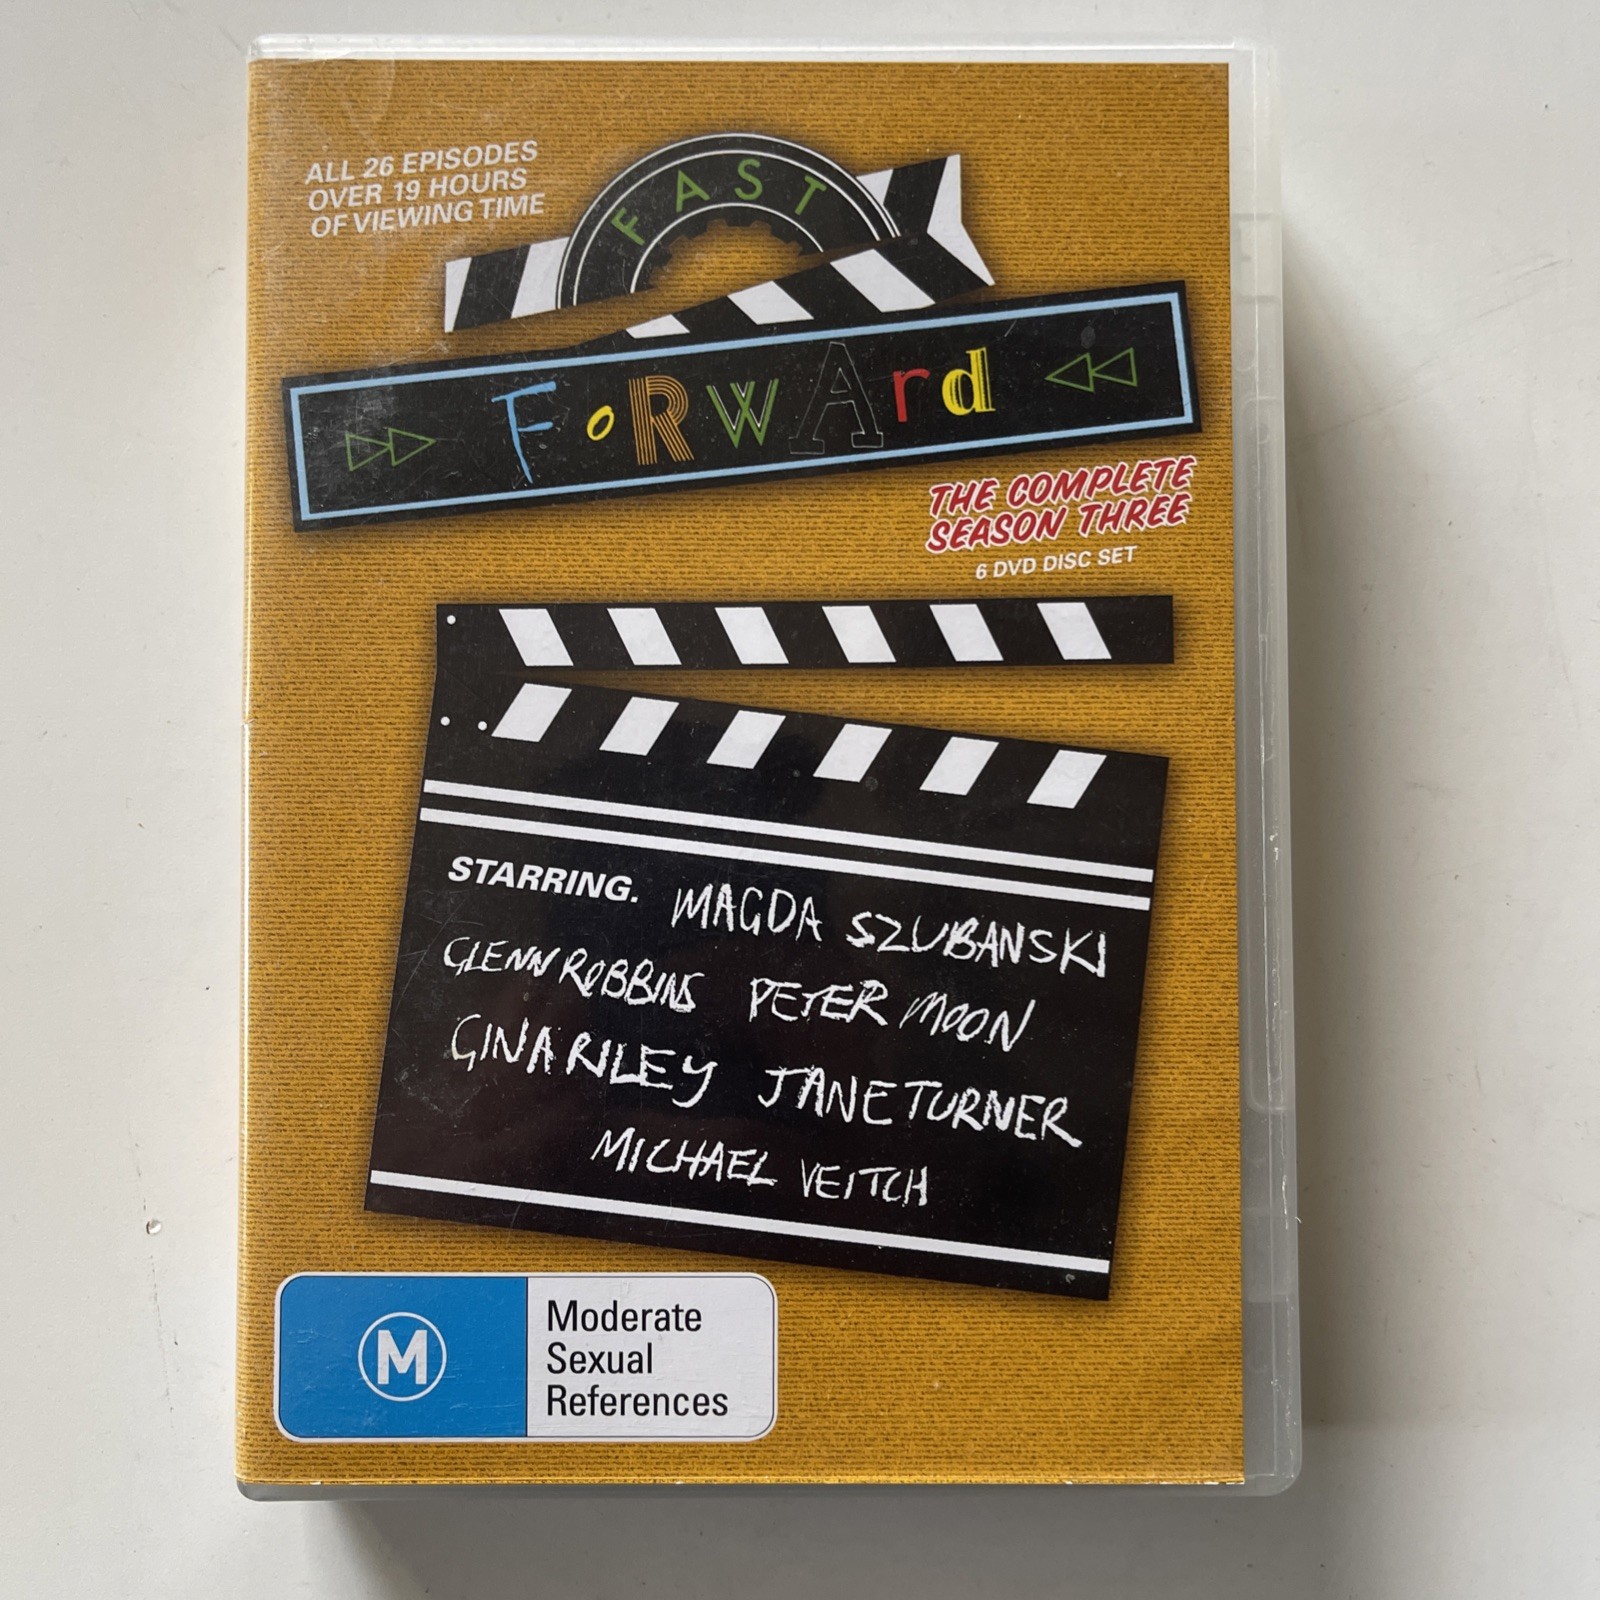 ALL 26 EPISODES
OVER 19 HOURS
OF VIEWING TIME
FAST
FoRWArd
THE COMPLETE
SEASON THREE
6 DVD DISC SET
STARRING. MAGDA SZUBANSKI
GLENN ROBBINS PETER MOON
GINA RILEY JANE TURNER
MICHAEL VEITCH
M
Moderate
Sexual
References